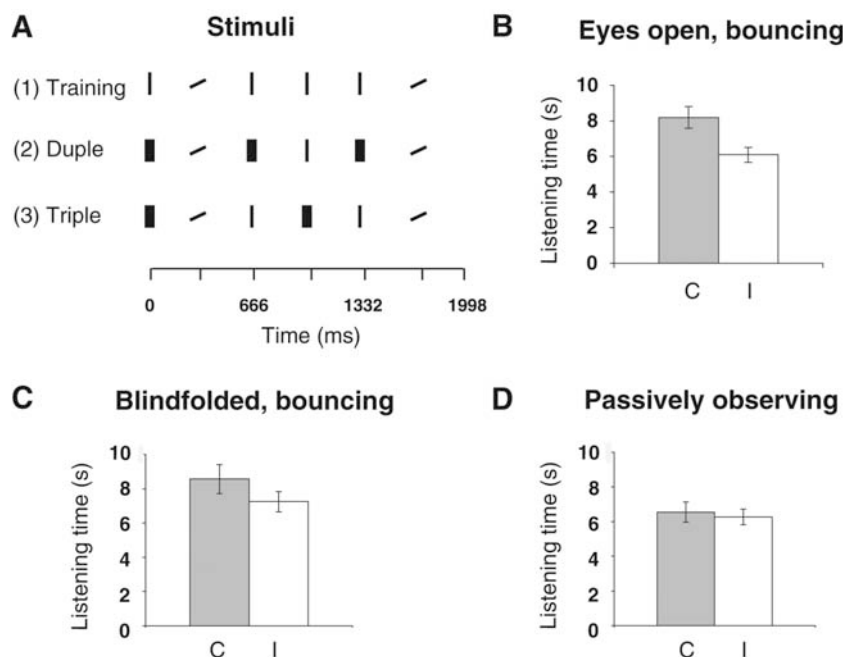 A Stimuli
(1) Training
(2) Duple
(3) Triple
0 666 1332 1998
Time (ms)
B Eyes open, bouncing
Listening time (s)
10
8
6
4
2
0
C I
C Blindfolded, bouncing
Listening time (s)
10
8
6
4
2
0
C I
D Passively observing
Listening time (s)
10
8
6
4
2
0
C I